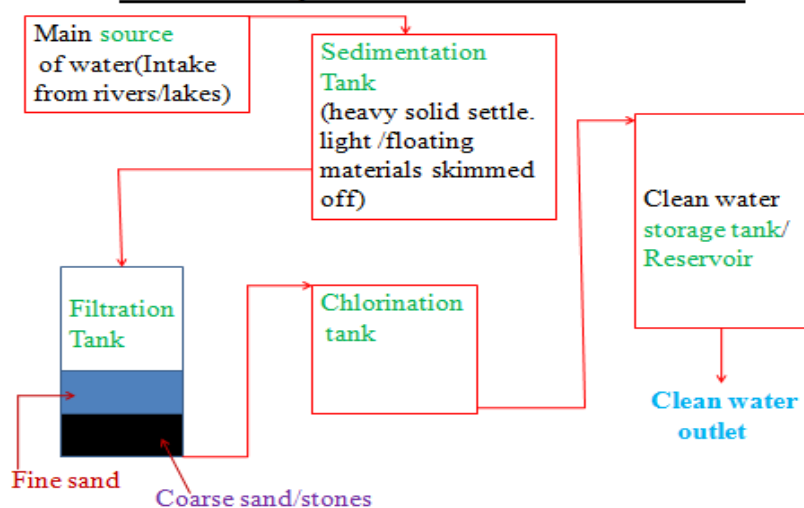 Main source
of water(Intake
from rivers/lakes)
Sedimentation
Tank
(heavy solid settle.
light /floating
materials skimmed
off)
Clean water
storage tank/
Reservoir
Filtration
Tank
Chlorination
tank
Clean water
outlet
Fine sand
Coarse sand/stones